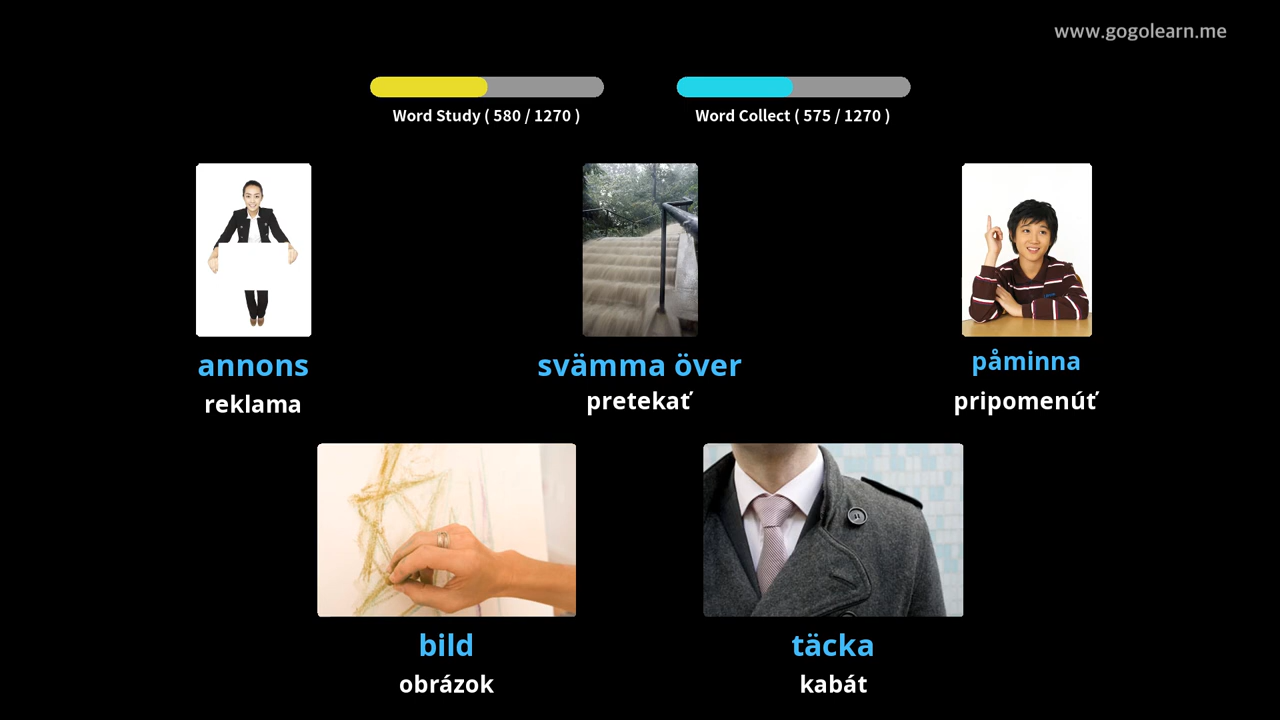 www.gogolearn.me
Word Study ( 580 / 1270 )
Word Collect ( 575 / 1270 )
annons
reklama
svämma över
pretekať
påminna
pripomenúť
bild
obrázok
täcka
kabát